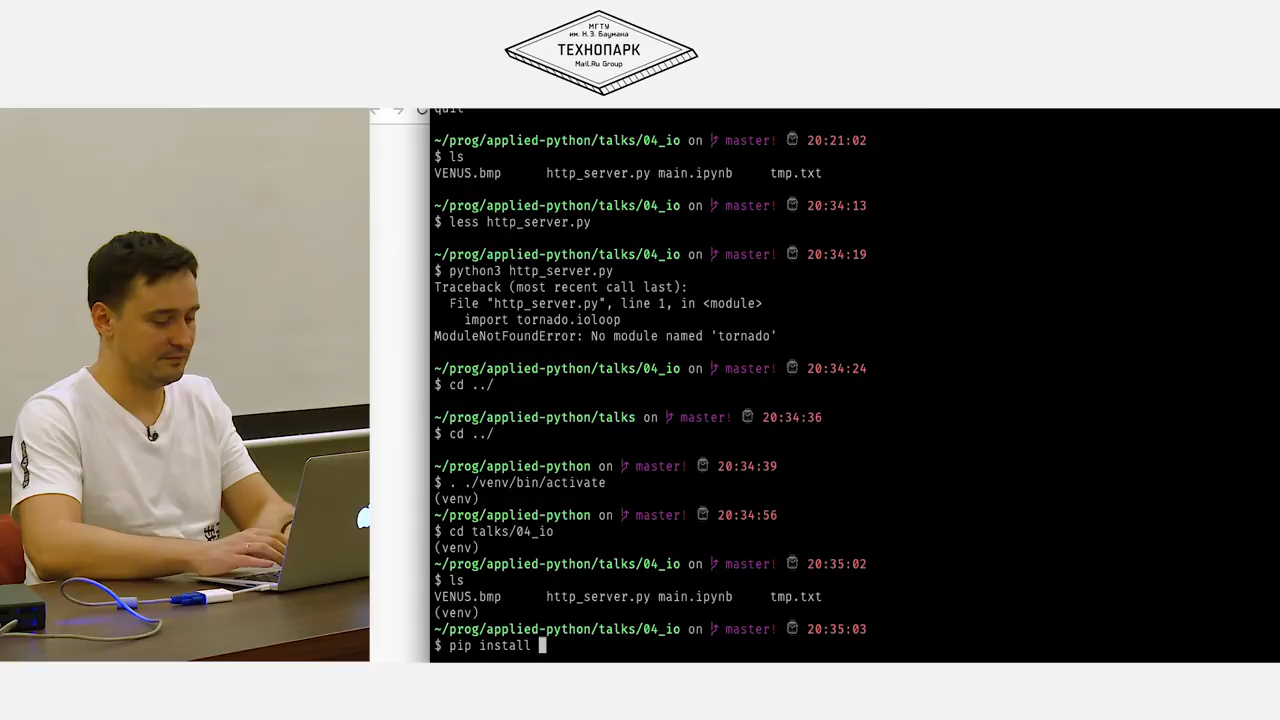 МГТУ
им. Н.Э. Баумана
ТЕХНОПАРК
Mail.Ru Group
quit
~/prog/applied-python/talks/04_io on master! 20:21:02
$ ls
VENUS.bmp http_server.py main.ipynb tmp.txt
~/prog/applied-python/talks/04_io on master! 20:34:13
$ less http_server.py
~/prog/applied-python/talks/04_io on master! 20:34:19
$ python3 http_server.py
Traceback (most recent call last):
File "http_server.py", line 1, in <module>
import tornado.ioloop
ModuleNotFoundError: No module named 'tornado'
~/prog/applied-python/talks/04_io on master! 20:34:24
$ cd ../
~/prog/applied-python/talks on master! 20:34:36
$ cd ../
~/prog/applied-python on master! 20:34:39
$ . ./venv/bin/activate
(venv)
~/prog/applied-python on master! 20:34:56
$ cd talks/04_io
(venv)
~/prog/applied-python/talks/04_io on master! 20:35:02
$ ls
VENUS.bmp http_server.py main.ipynb tmp.txt
(venv)
~/prog/applied-python/talks/04_io on master! 20:35:03
$ pip install